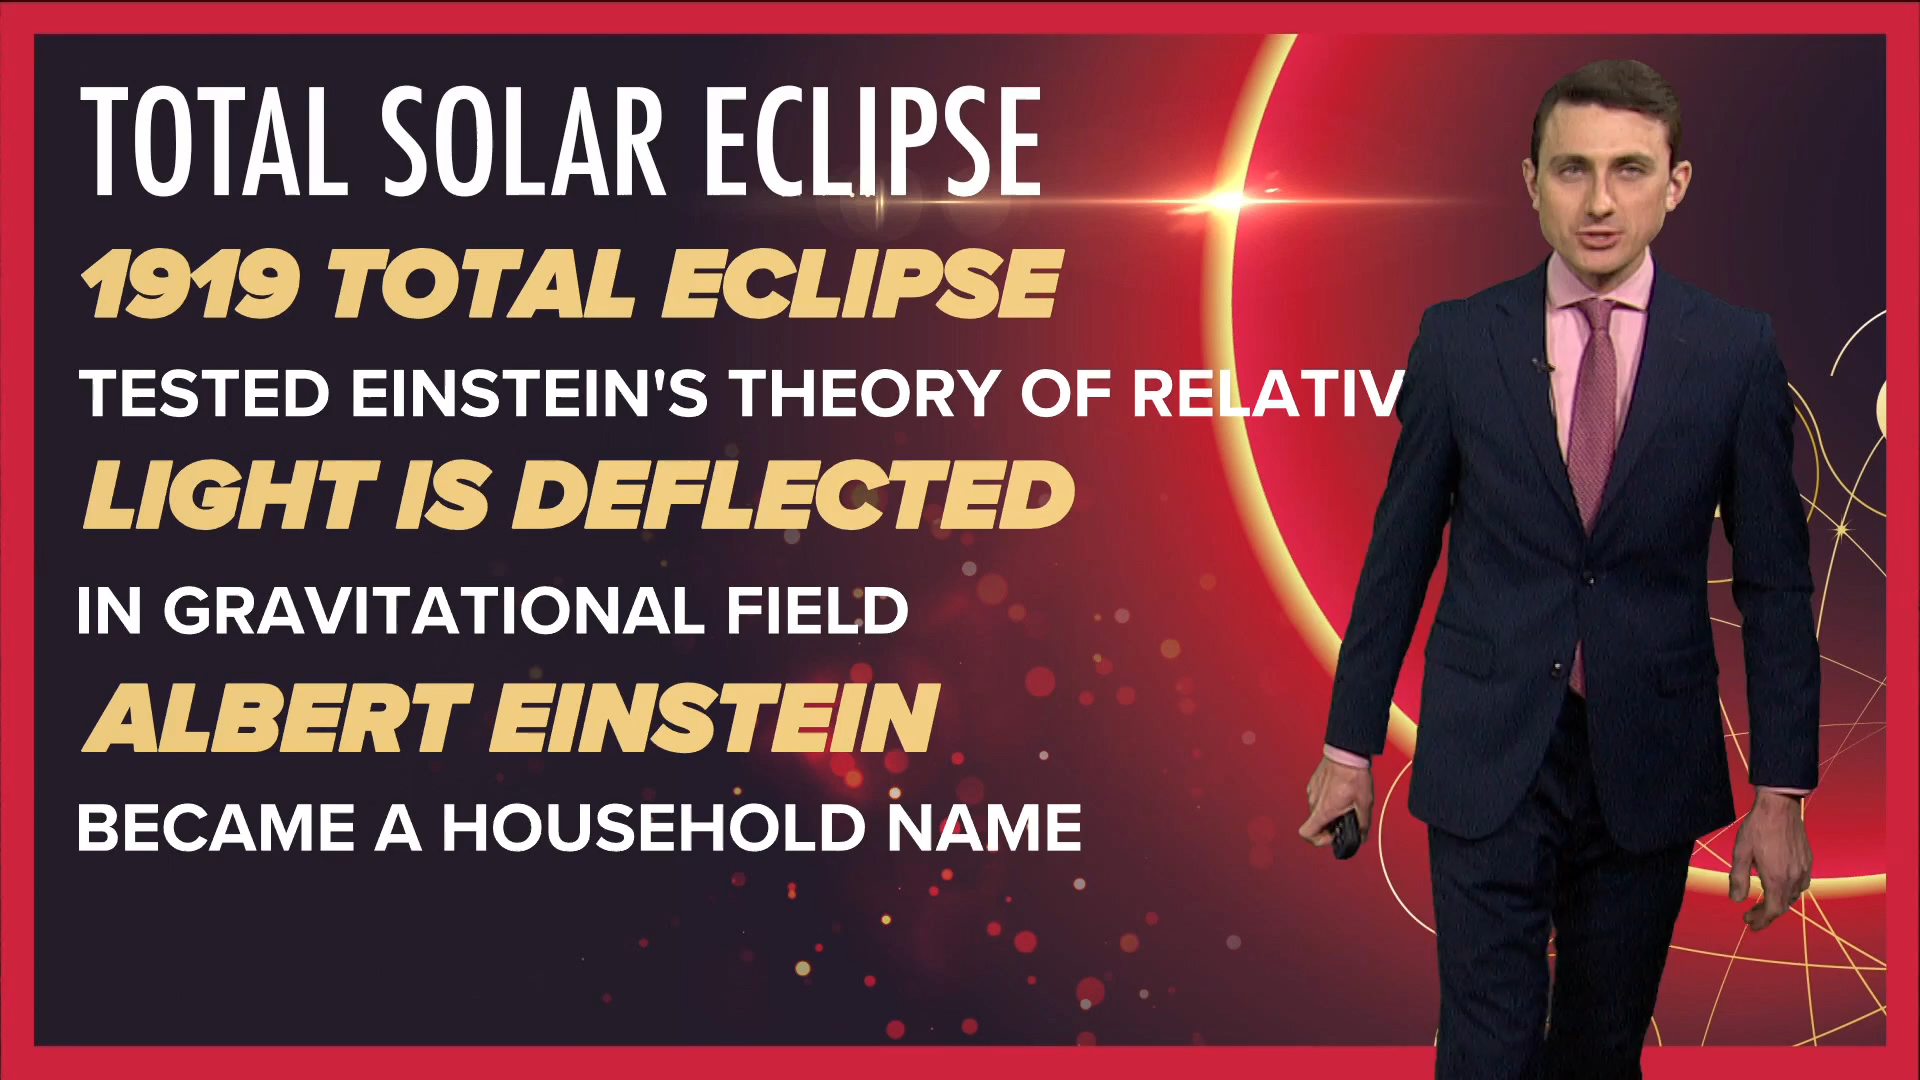 TOTAL SOLAR ECLIPSE
1919 TOTAL ECLIPSE
TESTED EINSTEIN'S THEORY OF RELATIV
LIGHT IS DEFLECTED
IN GRAVITATIONAL FIELD
ALBERT EINSTEIN
BECAME A HOUSEHOLD NAME